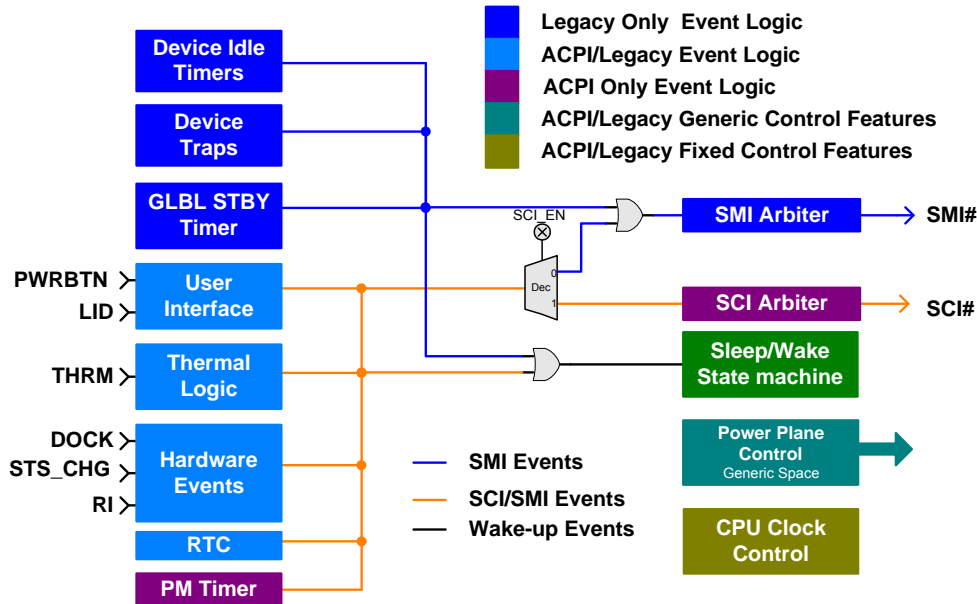 Legacy Only Event Logic
ACPI/Legacy Event Logic
ACPI Only Event Logic
ACPI/Legacy Generic Control Features
ACPI/Legacy Fixed Control Features
Device Idle
Timers
Device
Traps
GLBL STBY
Timer
PWRBTN
LID
User
Interface
THRM
Thermal
Logic
DOCK
STS_CHG
RI
Hardware
Events
RTC
PM Timer
SCI_EN
Dec
0
1
SMI Arbiter
SMI#
SCI Arbiter
SCI#
Sleep/Wake
State machine
Power Plane
Control
Generic Space
CPU Clock
Control
SMI Events
SCI/SMI Events
Wake-up Events